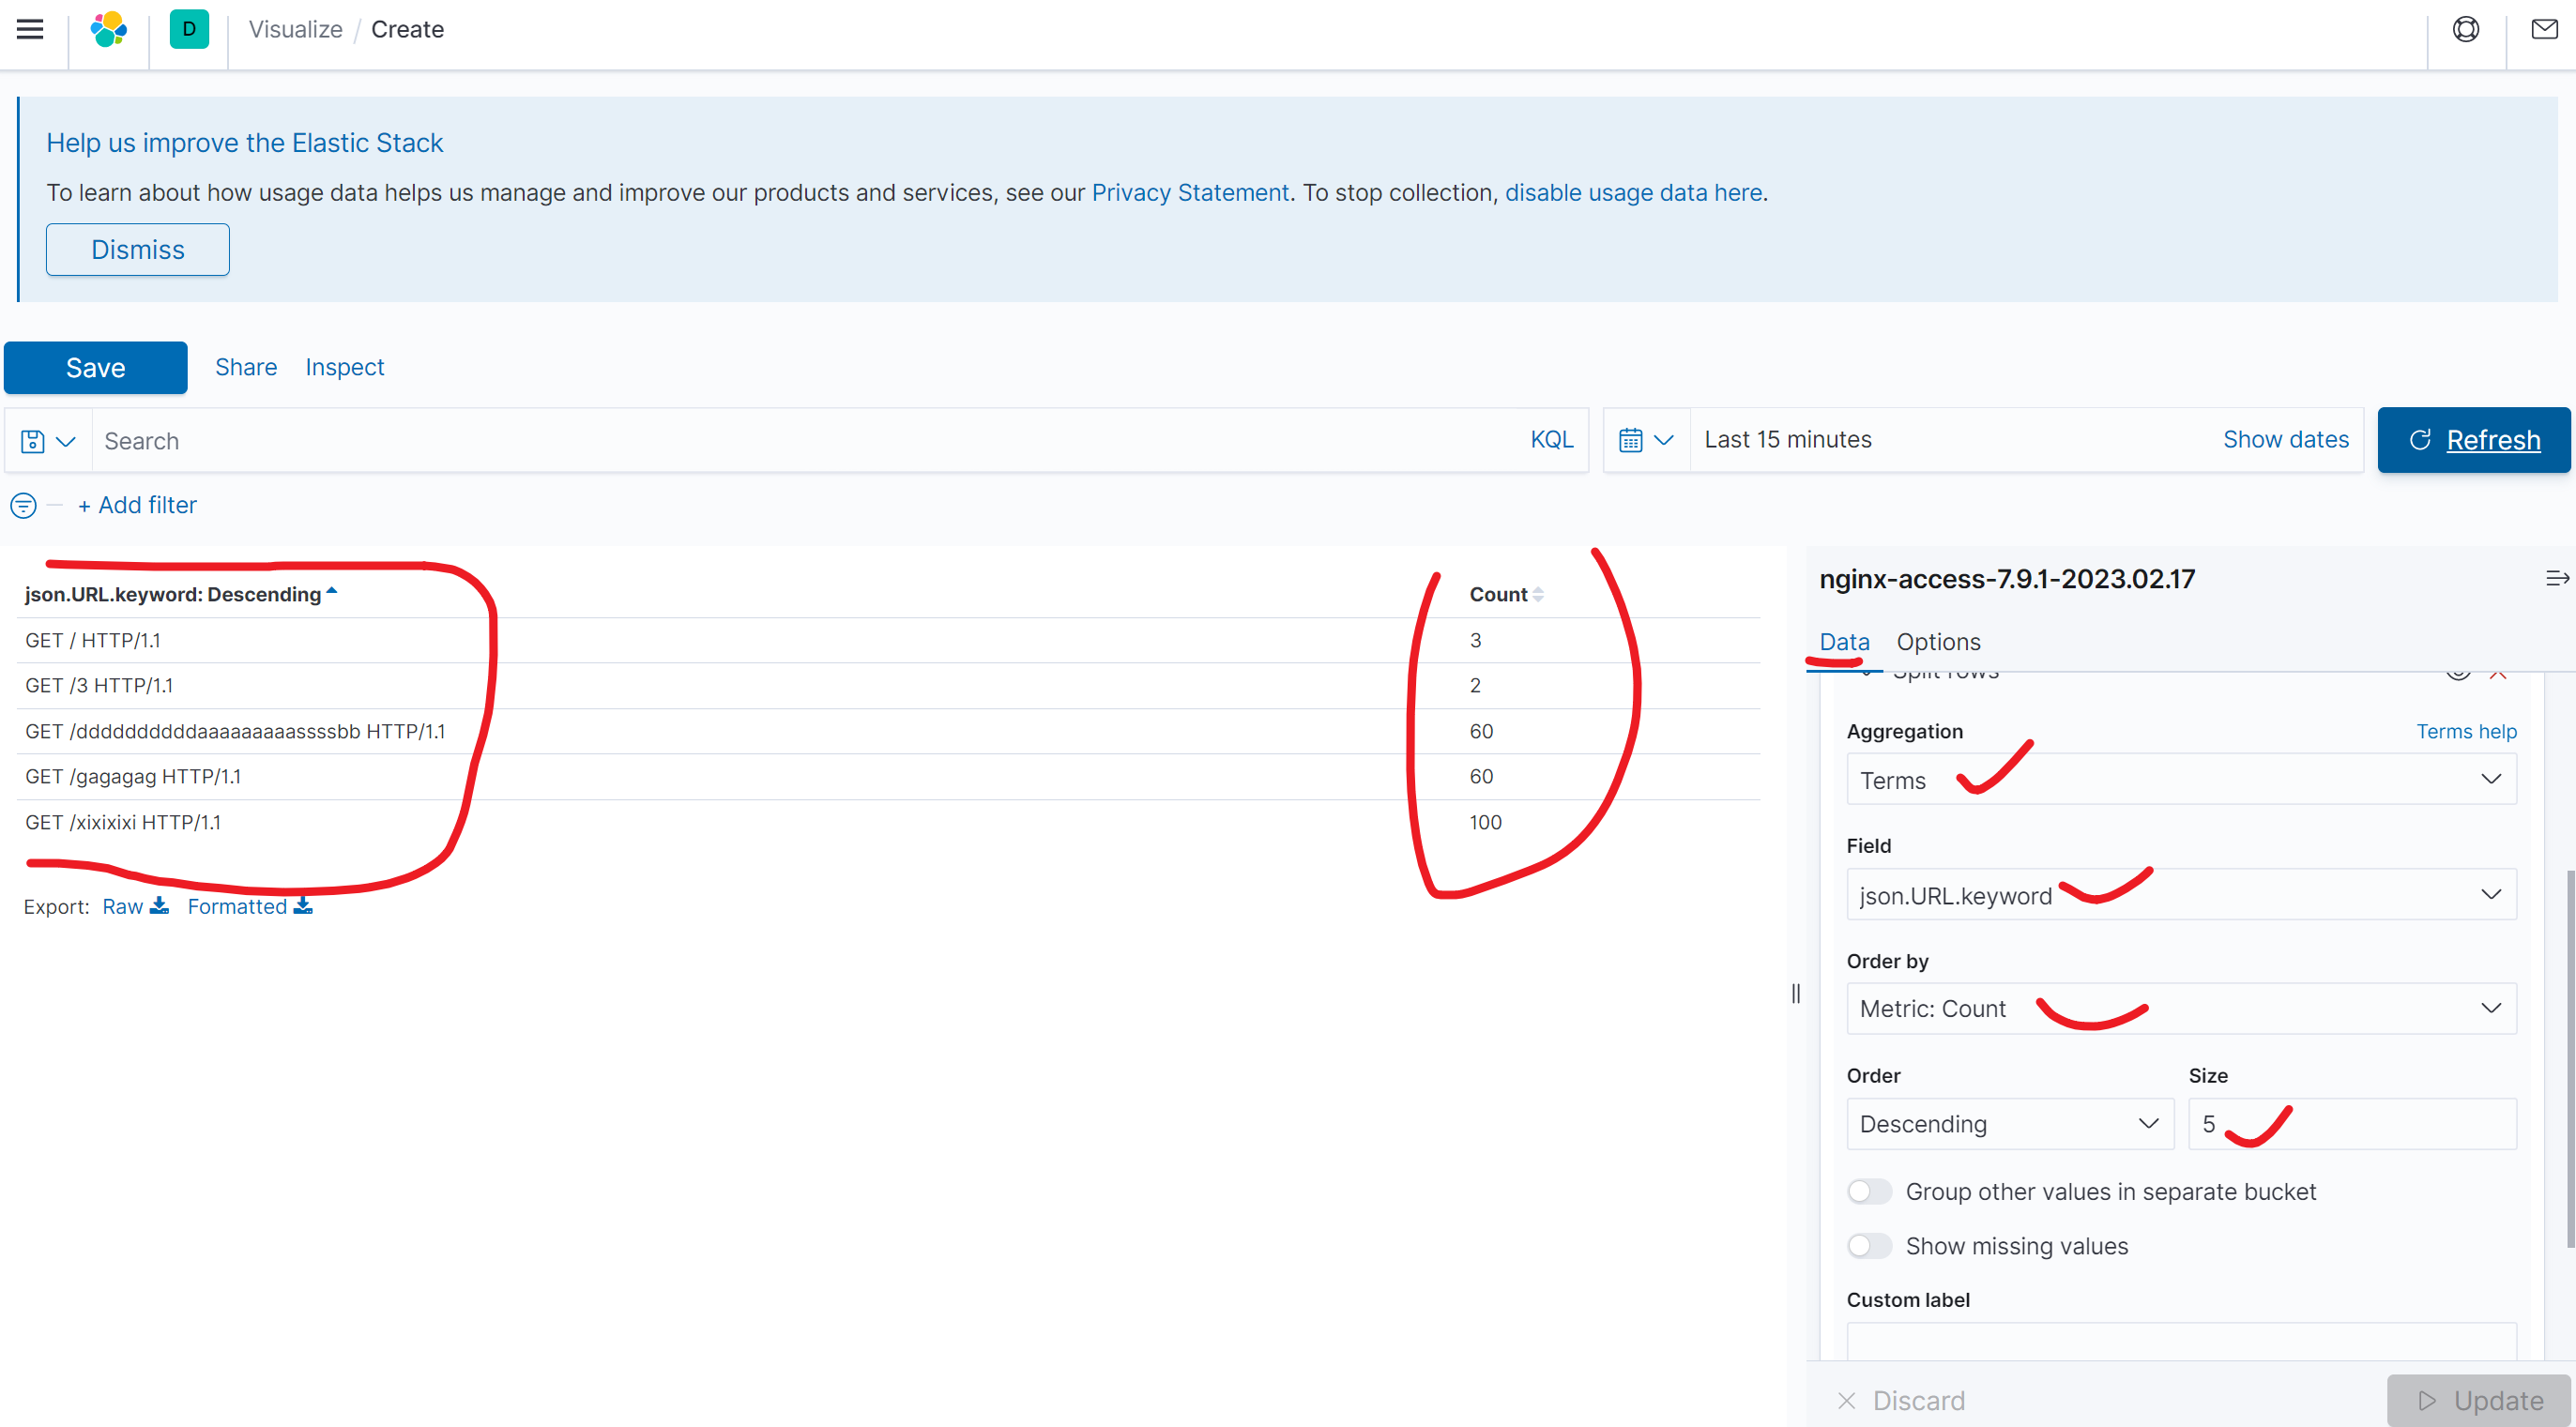 D Visualize / Create
Help us improve the Elastic Stack
To learn about how usage data helps us manage and improve our products and services, see our Privacy Statement. To stop collection, disable usage data here.
Dismiss
Save Share Inspect
Search KQL Last 15 minutes Show dates Refresh
+ Add filter
json.URL.keyword: Descending Count
GET / HTTP/1.1 3
GET /3 HTTP/1.1 2
GET /ddddddddddaaaaaaaaassssbb HTTP/1.1 60
GET /gagagag HTTP/1.1 60
GET /xixixixi HTTP/1.1 100
Export: Raw Formatted
nginx-access-7.9.1-2023.02.17
Data Options
Split rows
Aggregation Terms help
Terms
Field
json.URL.keyword
Order by
Metric: Count
Order Size
Descending 5
Group other values in separate bucket
Show missing values
Custom label
Discard Update